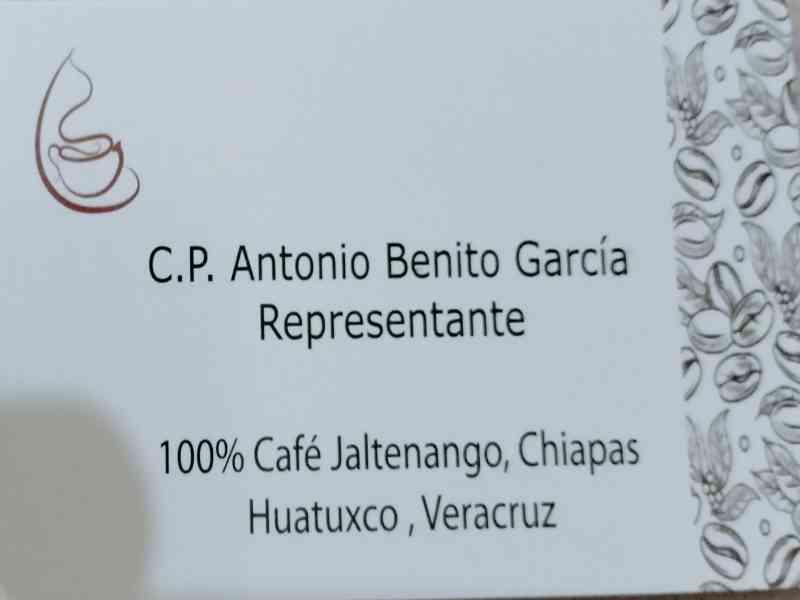 C.P. Antonio Benito García
Representante
100% Café Jaltenango, Chiapas
Huatuxco , Veracruz